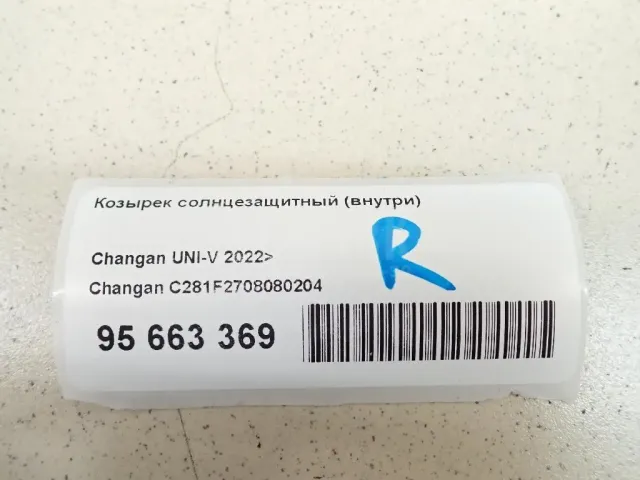 Козырек солнцезащитный (внутри)
R
Changan UNI-V 2022>
Changan C281F2708080204
95 663 369